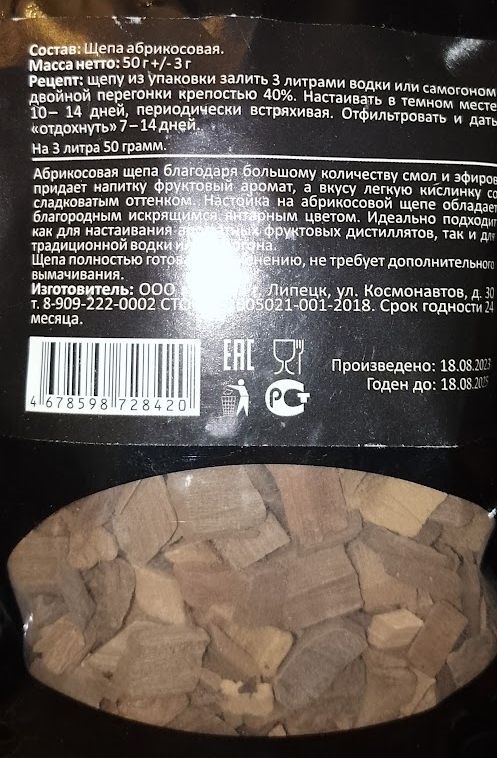 Состав: Щепа абрикосовая.
Масса нетто: 50 г +/- 3 г
Рецепт: щепу из упаковки залить 3 литрами водки или самогоном
двойной перегонки крепостью 40%. Настаивать в темном месте
10– 14 дней, периодически встряхивая. Отфильтровать и дать
«отдохнуть» 7–14 дней.
На 3 литра 50 грамм.
Абрикосовая щепа благодаря большому количеству смол и эфиров
придает напитку фруктовый аромат, а вкусу легкую кислинку со
сладковатым оттенком. Настойка на абрикосовой щепе обладает
благородным искрящимся янтарным цветом. Идеально подходит
как для настаивания ароматных фруктовых дистиллятов, так и для
традиционной водки или
Щепа полностью готова не требует дополнительного
вымачивания.
Изготовитель: ООО г. Липецк, ул. Космонавтов, д. 30
т. 8-909-222-0002 СТО 05021-001-2018. Срок годности 24
месяца.
EAC
РСТ
Произведено: 18.08.2023
Годен до: 18.08.2025
4 678598 728420